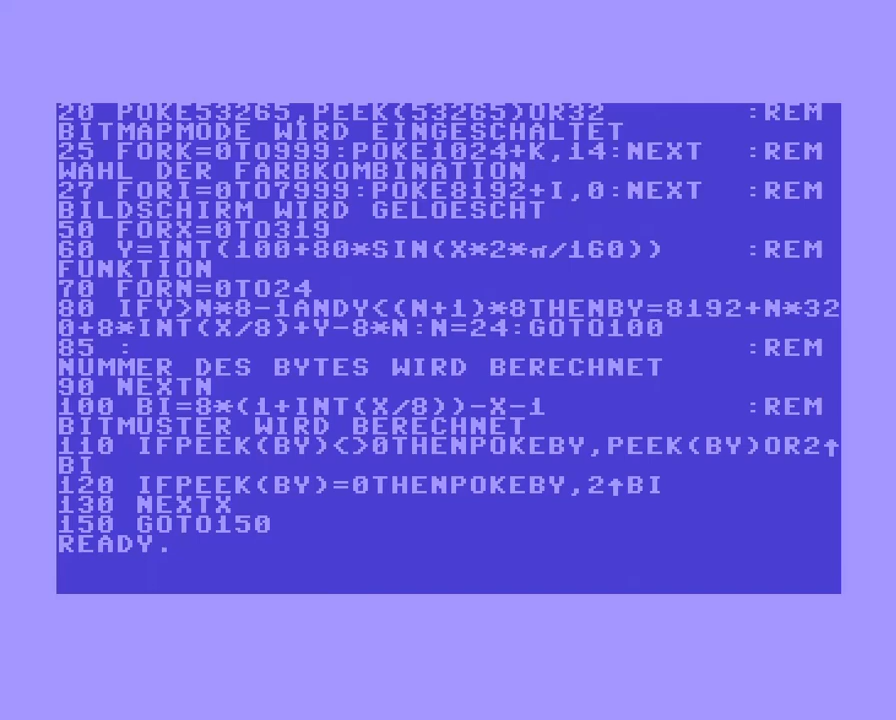 20 POKE53265,PEEK(53265)OR32        :REM
BITMAPMODE WIRD EINGESCHALTET
25 FORK=0TO999:POKE1024+K,14:NEXT   :REM
WAHL DER FARBKOMBINATION
27 FORI=0TO7999:POKE8192+I,0:NEXT   :REM
BILDSCHIRM WIRD GELOESCHT
50 FORX=0TO319
60 Y=INT(100+80*SIN(X*2*π/160))     :REM
FUNKTION
70 FORN=0TO24
80 IFY>N*8-1ANDY<(N+1)*8THENBY=8192+N*32
0+8*INT(X/8)+Y-8*N:N=24:GOTO100
85 :                                :REM
NUMMER DES BYTES WIRD BERECHNET
90 NEXTN
100 BI=8*(1+INT(X/8))-X-1           :REM
BITMUSTER WIRD BERECHNET
110 IFPEEK(BY)<>0THENPOKEBY,PEEK(BY)OR2↑
BI
120 IFPEEK(BY)=0THENPOKEBY,2↑BI
130 NEXTX
150 GOTO150
READY.